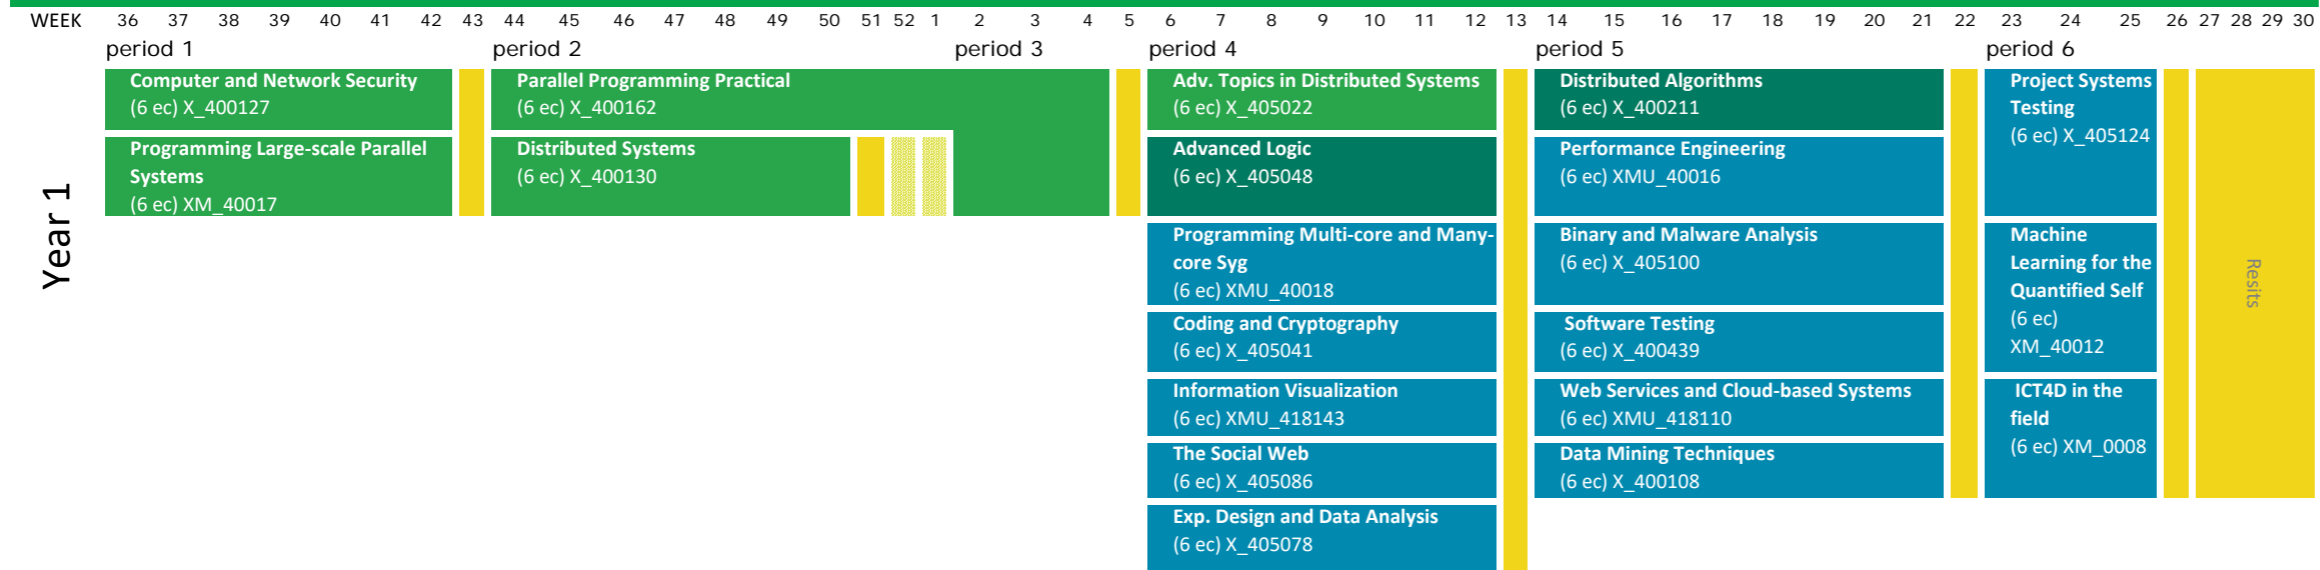 WEEK 36 37 38 39 40 41 42 43 44 45 46 47 48 49 50 51 52 1 2 3 4 5 6 7 8 9 10 11 12 13 14 15 16 17 18 19 20 21 22 23 24 25 26 27 28 29 30
period 1 period 2 period 3 period 4 period 5 period 6
Year 1
Computer and Network Security
(6 ec) X_400127
Programming Large-scale Parallel
Systems
(6 ec) XM_40017
Parallel Programming Practical
(6 ec) X_400162
Distributed Systems
(6 ec) X_400130
Adv. Topics in Distributed Systems
(6 ec) X_405022
Advanced Logic
(6 ec) X_405048
Programming Multi-core and Many-
core Syg
(6 ec) XMU_40018
Coding and Cryptography
(6 ec) X_405041
Information Visualization
(6 ec) XMU_418143
The Social Web
(6 ec) X_405086
Exp. Design and Data Analysis
(6 ec) X_405078
Distributed Algorithms
(6 ec) X_400211
Performance Engineering
(6 ec) XMU_40016
Binary and Malware Analysis
(6 ec) X_405100
Software Testing
(6 ec) X_400439
Web Services and Cloud-based Systems
(6 ec) XMU_418110
Data Mining Techniques
(6 ec) X_400108
Project Systems
Testing
(6 ec) X_405124
Machine
Learning for the
Quantified Self
(6 ec)
XM_40012
ICT4D in the
field
(6 ec) XM_0008
Resits